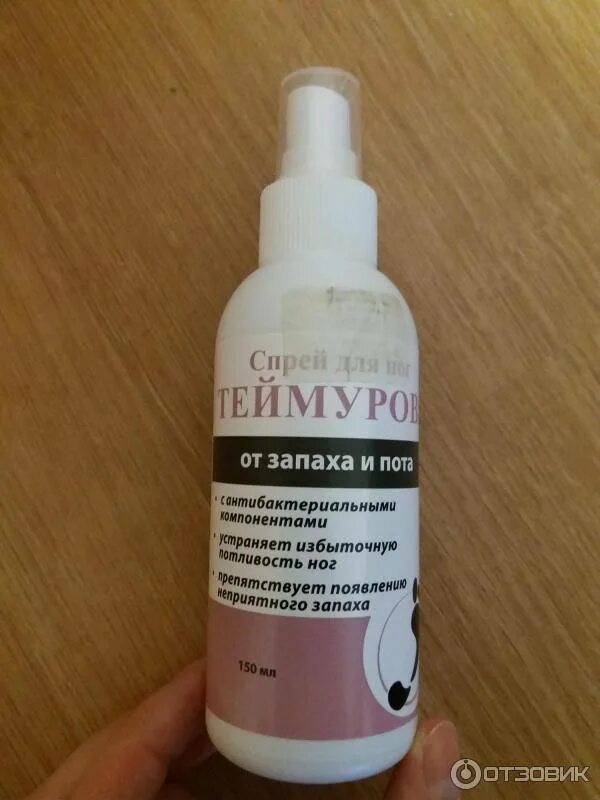 Спрей для ног
ТЕЙМУРОВ
от запаха и пота
• с антибактериальными
компонентами
• устраняет избыточную
потливость ног
• препятствует появлению
неприятного запаха
150 мл
ОТЗОВИК